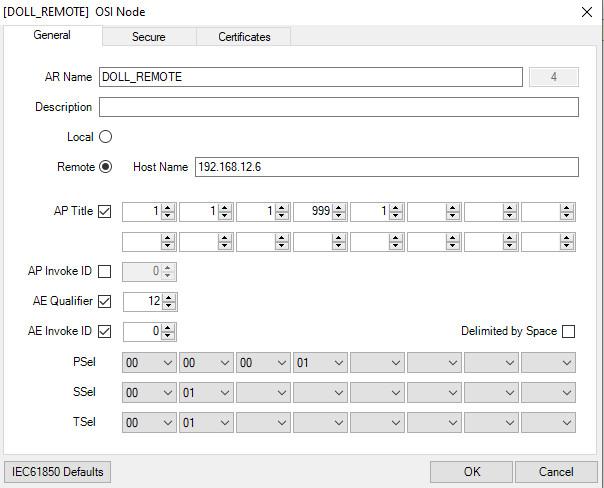 [DOLL_REMOTE] OSI Node
General Secure Certificates
AR Name DOLL_REMOTE 4
Description
Local
Remote Host Name 192.168.12.6
AP Title 1 1 1 999 1
AP Invoke ID 0
AE Qualifier 12
AE Invoke ID 0 Delimited by Space
PSel 00 00 00 01
SSel 00 01
TSel 00 01
IEC61850 Defaults OK Cancel